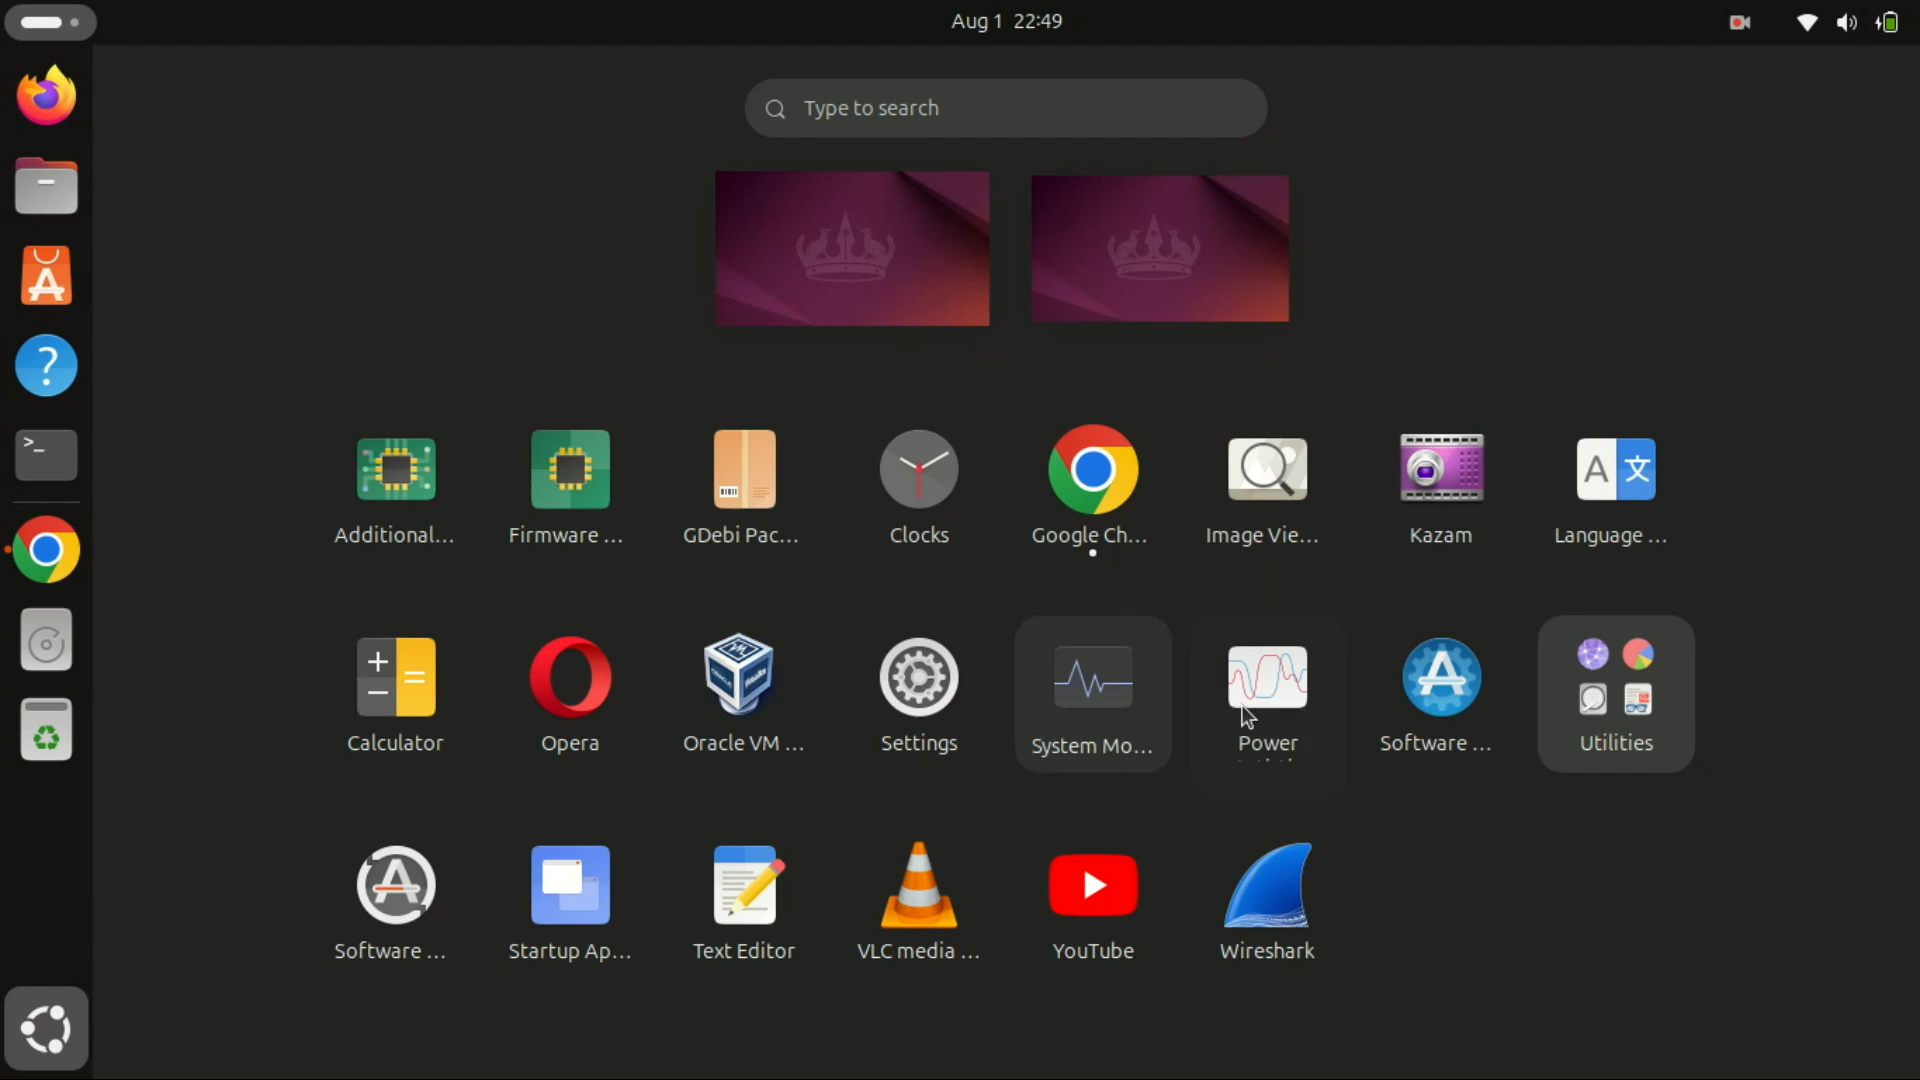 Aug 1 22:49
Type to search
Additional...
Firmware ...
GDebi Pac...
Clocks
Google Ch...
Image Vie...
Kazam
Language ...
Calculator
Opera
Oracle VM ...
Settings
System Mo...
Power
Software ...
Utilities
Software ...
Startup Ap...
Text Editor
VLC media ...
YouTube
Wireshark